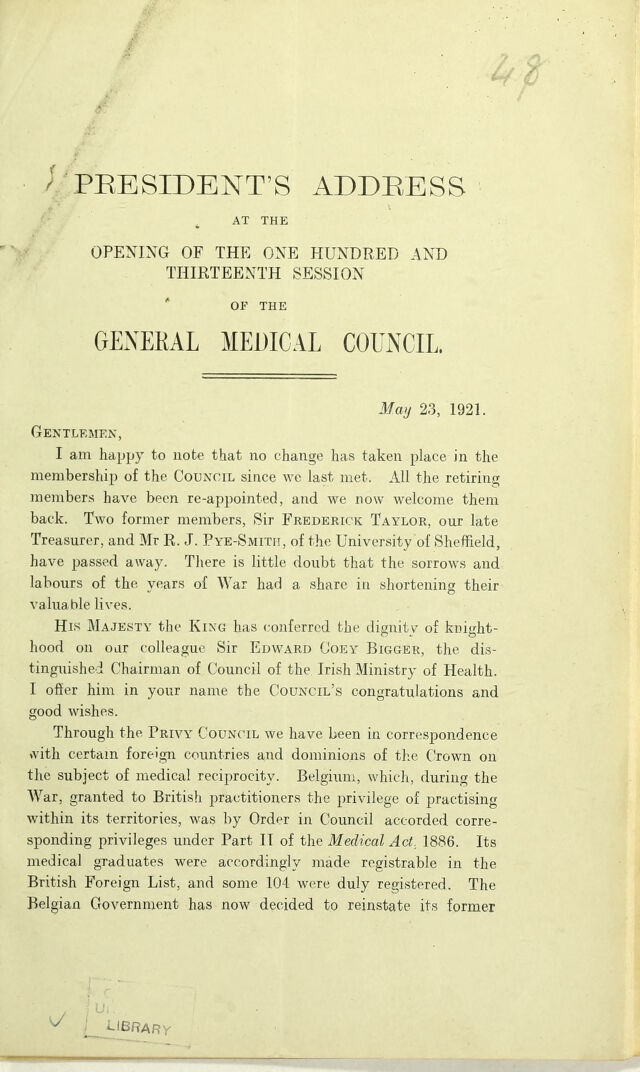 48
PRESIDENT'S ADDRESS
AT THE
OPENING OF THE ONE HUNDRED AND
THIRTEENTH SESSION
OF THE
GENERAL MEDICAL COUNCIL.
May 23, 1921.
GENTLEMEN,
I am happy to note that no change has taken place in the
membership of the COUNCIL since we last met. All the retiring
members have been re-appointed, and we now welcome them
back. Two former members, Sir FREDERICK TAYLOR, our late
Treasurer, and Mr R. J. PYE-SMITH, of the University of Sheffield,
have passed away. There is little doubt that the sorrows and
labours of the years of War had a share in shortening their
valuable lives.
HIS MAJESTY the KING has conferred the dignity of knight-
hood on our colleague Sir EDWARD COEY BIGGER, the dis-
tinguished Chairman of Council of the Irish Ministry of Health.
I offer him in your name the COUNCIL'S congratulations and
good wishes.
Through the PRIVY COUNCIL we have been in correspondence
with certain foreign countries and dominions of the Crown on
the subject of medical reciprocity. Belgium, which, during the
War, granted to British practitioners the privilege of practising
within its territories, was by Order in Council accorded corre-
sponding privileges under Part II of the Medical Act, 1886. Its
medical graduates were accordingly made registrable in the
British Foreign List, and some 104 were duly registered. The
Belgian Government has now decided to reinstate its former
LIBRARY